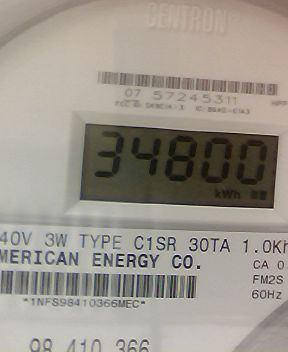 CENTRON
07 57245311
34800
kWh
40V 3W TYPE C1SR 30TA 1.0Kh
MERICAN ENERGY CO.
CA 0.
FM2S
60Hz
*1NFS98410366MEC*
98 410 366